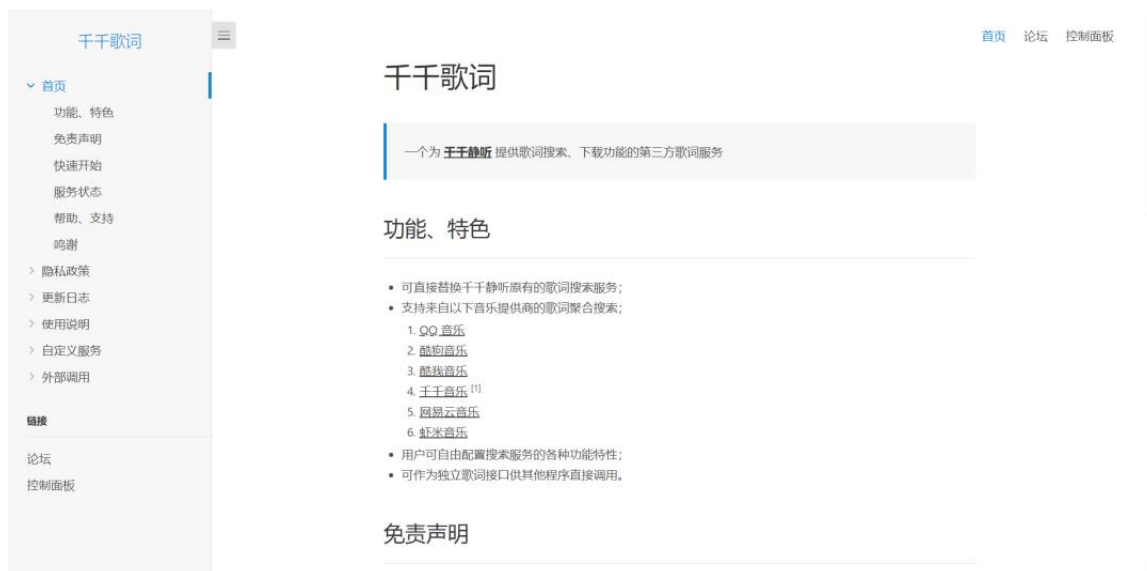 千千歌词
首页
功能、特色
免责声明
快速开始
服务状态
帮助、支持
鸣谢
隐私政策
更新日志
使用说明
自定义服务
外部调用
链接
论坛
控制面板
首页 论坛 控制面板
千千歌词
一个为 千千静听 提供歌词搜索、下载功能的第三方歌词服务
功能、特色
• 可直接替换千千静听原有的歌词搜索服务；
• 支持来自以下音乐提供商的歌词聚合搜索；
1. QQ 音乐
2. 酷狗音乐
3. 酷我音乐
4. 千千音乐 [1]
5. 网易云音乐
6. 虾米音乐
• 用户可自由配置搜索服务的各种功能特性；
• 可作为独立歌词接口供其他程序直接调用。
免责声明